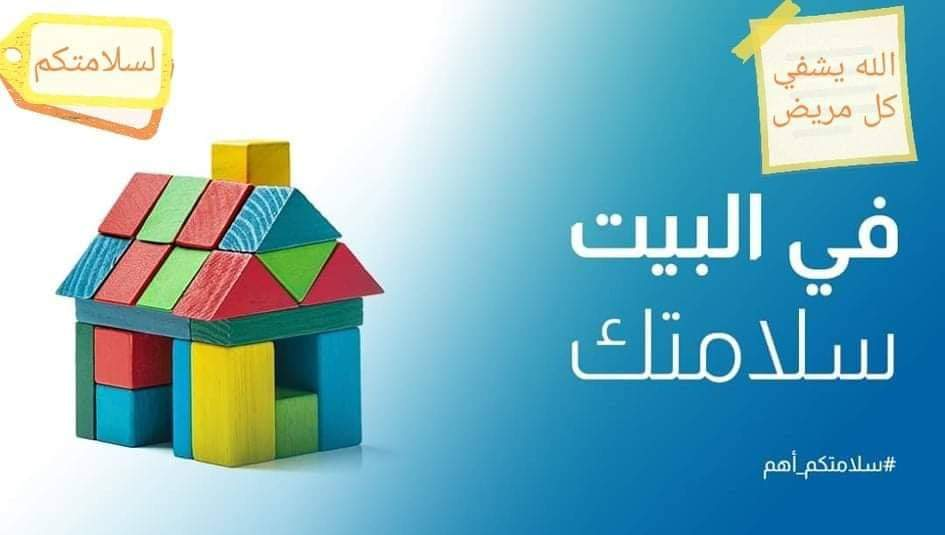 لسلامتكم
الله يشفي
كل مريض
في البيت
سلامتك
#سلامتكم_أهم